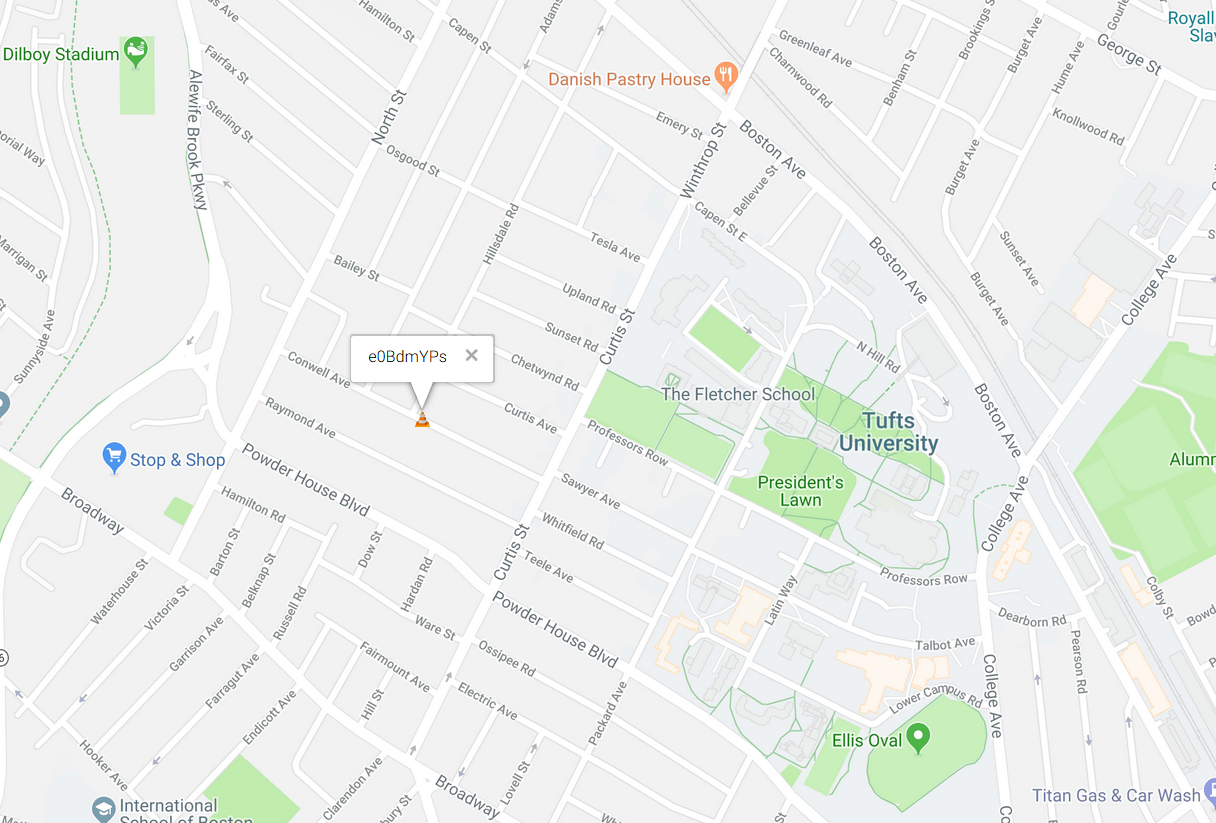 Hamilton St
Capen St
Adams
Royall
Sla
Greenleaf Ave
Brookings S
Burget Ave
George St
Dilboy Stadium
Fairfax St
Charnwood Rd
Benham St
Hume Ave
Danish Pastry House
Alewife Brook Pkwy
Sterling St
North St
Emery St
Boston Ave
Knollwood Rd
orial Way
Osgood St
Winthrop St
Bellevue St
Burget Ave
Hillsdale Rd
Capen St E
Marrigan St
Tesla Ave
Boston Ave
Sunset Ave
Bailey St
Upland Rd
Burget Ave
College Ave
Sunnyside Ave
Sunset Rd
Curtis St
N Hill Rd
e0BdmYPs
Conwell Ave
Chetwynd Rd
The Fletcher School
Boston Ave
Raymond Ave
Curtis Ave
Professors Row
Tufts
University
Stop & Shop
Powder House Blvd
Alumn
President's
Lawn
Broadway
Hamilton Rd
Sawyer Ave
College Ave
Barton St
Dow St
Whitfield Rd
Curtis St
Teele Ave
Professors Row
Waterhouse St
Belknap St
Hardan Rd
Latin Way
Colby St
Victoria St
Russell Rd
Powder House Blvd
Dearborn Rd
Bowd
Garrison Ave
Ware St
Talbot Ave
Pearson Rd
Farragut Ave
Fairmount Ave
Ossipee Rd
College Ave
Endicott Ave
Hill St
Electric Ave
Packard Ave
Lower Campus Rd
Ellis Oval
Hooker Ave
Clarendon Ave
Broadway
Lovell St
Titan Gas & Car Wash
International
School of Boston